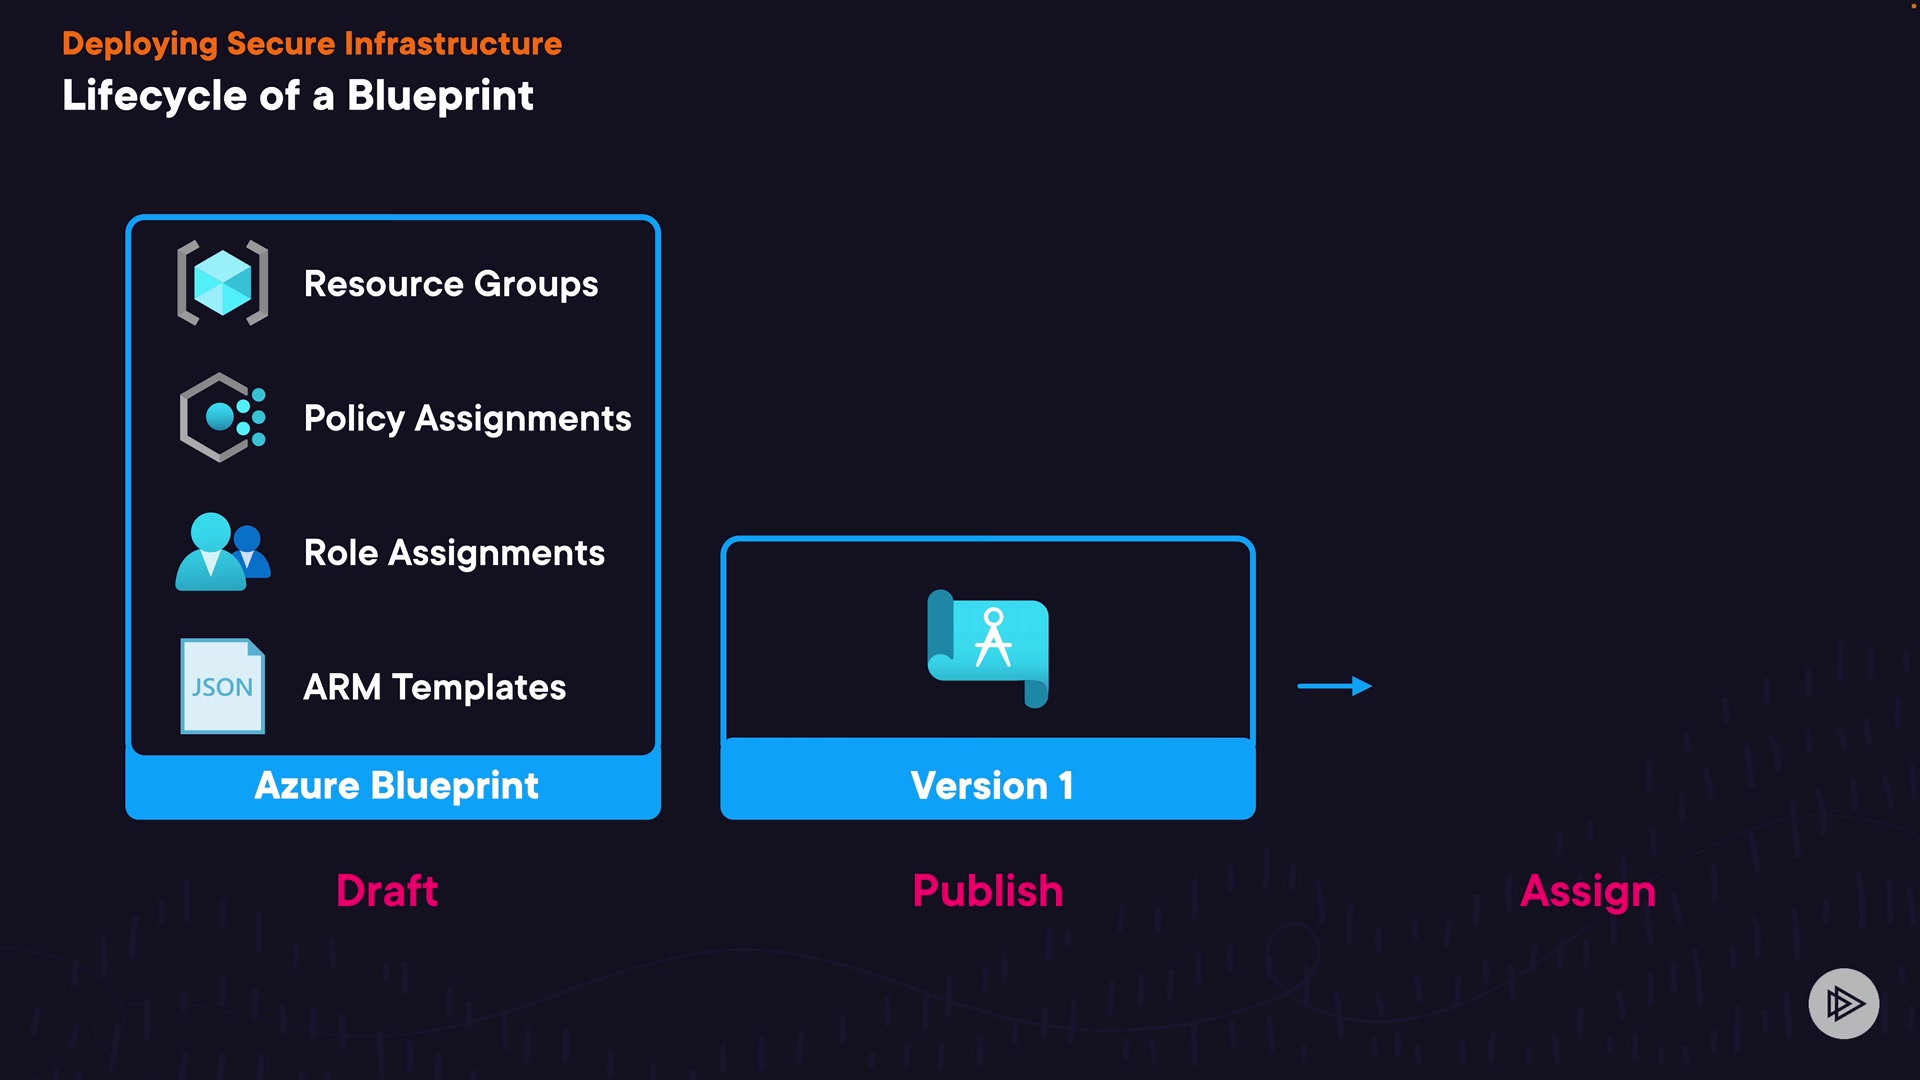 Deploying Secure Infrastructure
Lifecycle of a Blueprint
Resource Groups
Policy Assignments
Role Assignments
JSON
ARM Templates
Azure Blueprint
Version 1
Draft
Publish
Assign